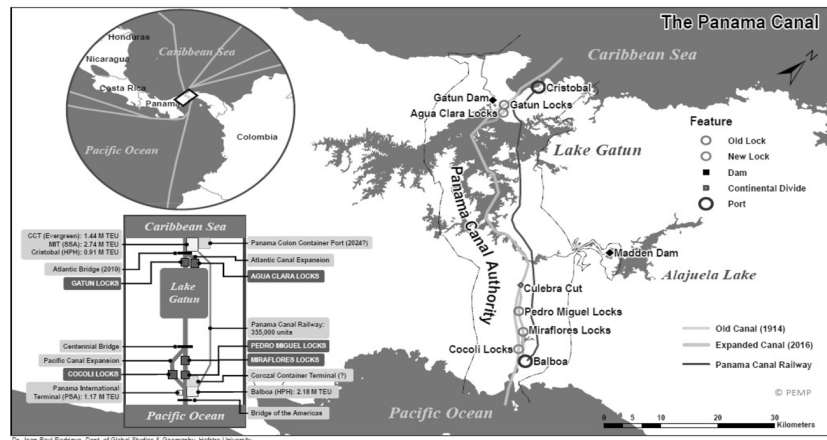 The Panama Canal
Honduras
Caribbean Sea
Nicaragua
Costa Rica
Panama
Colombia
Pacific Ocean
Caribbean Sea
Cristobal
Gatun Dam
Gatun Locks
Agua Clara Locks
Lake Gatun
Panama Canal Authority
Madden Dam
Alajuela Lake
Culebra Cut
Pedro Miguel Locks
Miraflores Locks
Cocoli Locks
Balboa
Pacific Ocean
Feature
Old Lock
New Lock
Dam
Continental Divide
Port
Old Canal (1914)
Expanded Canal (2016)
Panama Canal Railway
© PEMP
0 5 10 20 30
Kilometers
Caribbean Sea
CCT (Evergreen): 1.44 M TEU
MIT (SSA): 2.74 M TEU
Cristobal (HPH): 0.91 M TEU
Panama Colon Container Port (2024?)
Atlantic Canal Expansion
Atlantic Bridge (2019)
AGUA CLARA LOCKS
GATUN LOCKS
Lake
Gatun
Panama Canal Railway:
355,000 units
Centennial Bridge
PEDRO MIGUEL LOCKS
Pacific Canal Expansion
MIRAFLORES LOCKS
COCOLI LOCKS
Corozal Container Terminal (?)
Panama International
Terminal (PSA): 1.17 M TEU
Balboa (HPH): 2.18 M TEU
Bridge of the Americas
Pacific Ocean